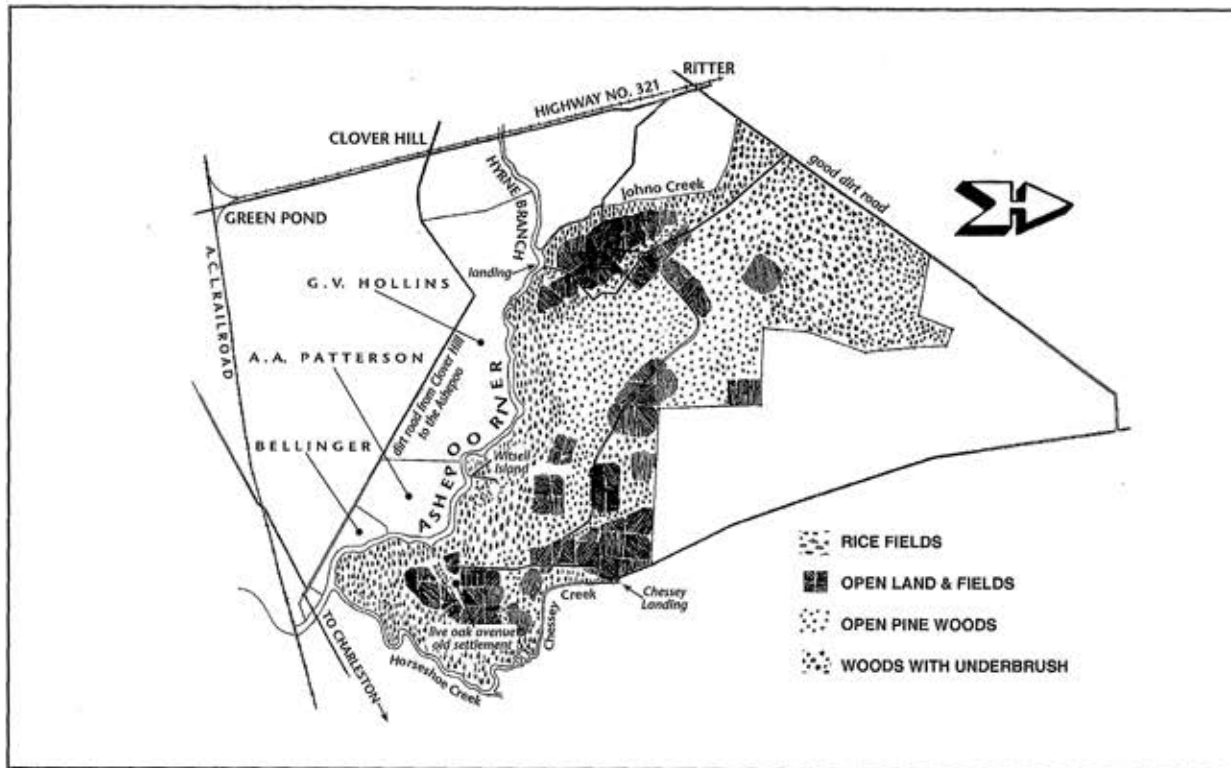 RITTER
HIGHWAY NO. 321
CLOVER HILL
GREEN POND
HYRNE BRANCH
Johno Creek
good dirt road
A.C.L. RAILROAD
landing
G.V. HOLLINS
A.A. PATTERSON
dirt road from Clover Hill
to the Ashepoo
BELLINGER
ASHEPOO RIVER
Witsell
Island
RICE FIELDS
OPEN LAND & FIELDS
OPEN PINE WOODS
WOODS WITH UNDERBRUSH
Chessey
Landing
Chessey Creek
live oak avenue
old settlement
Horseshoe Creek
TO CHARLESTON